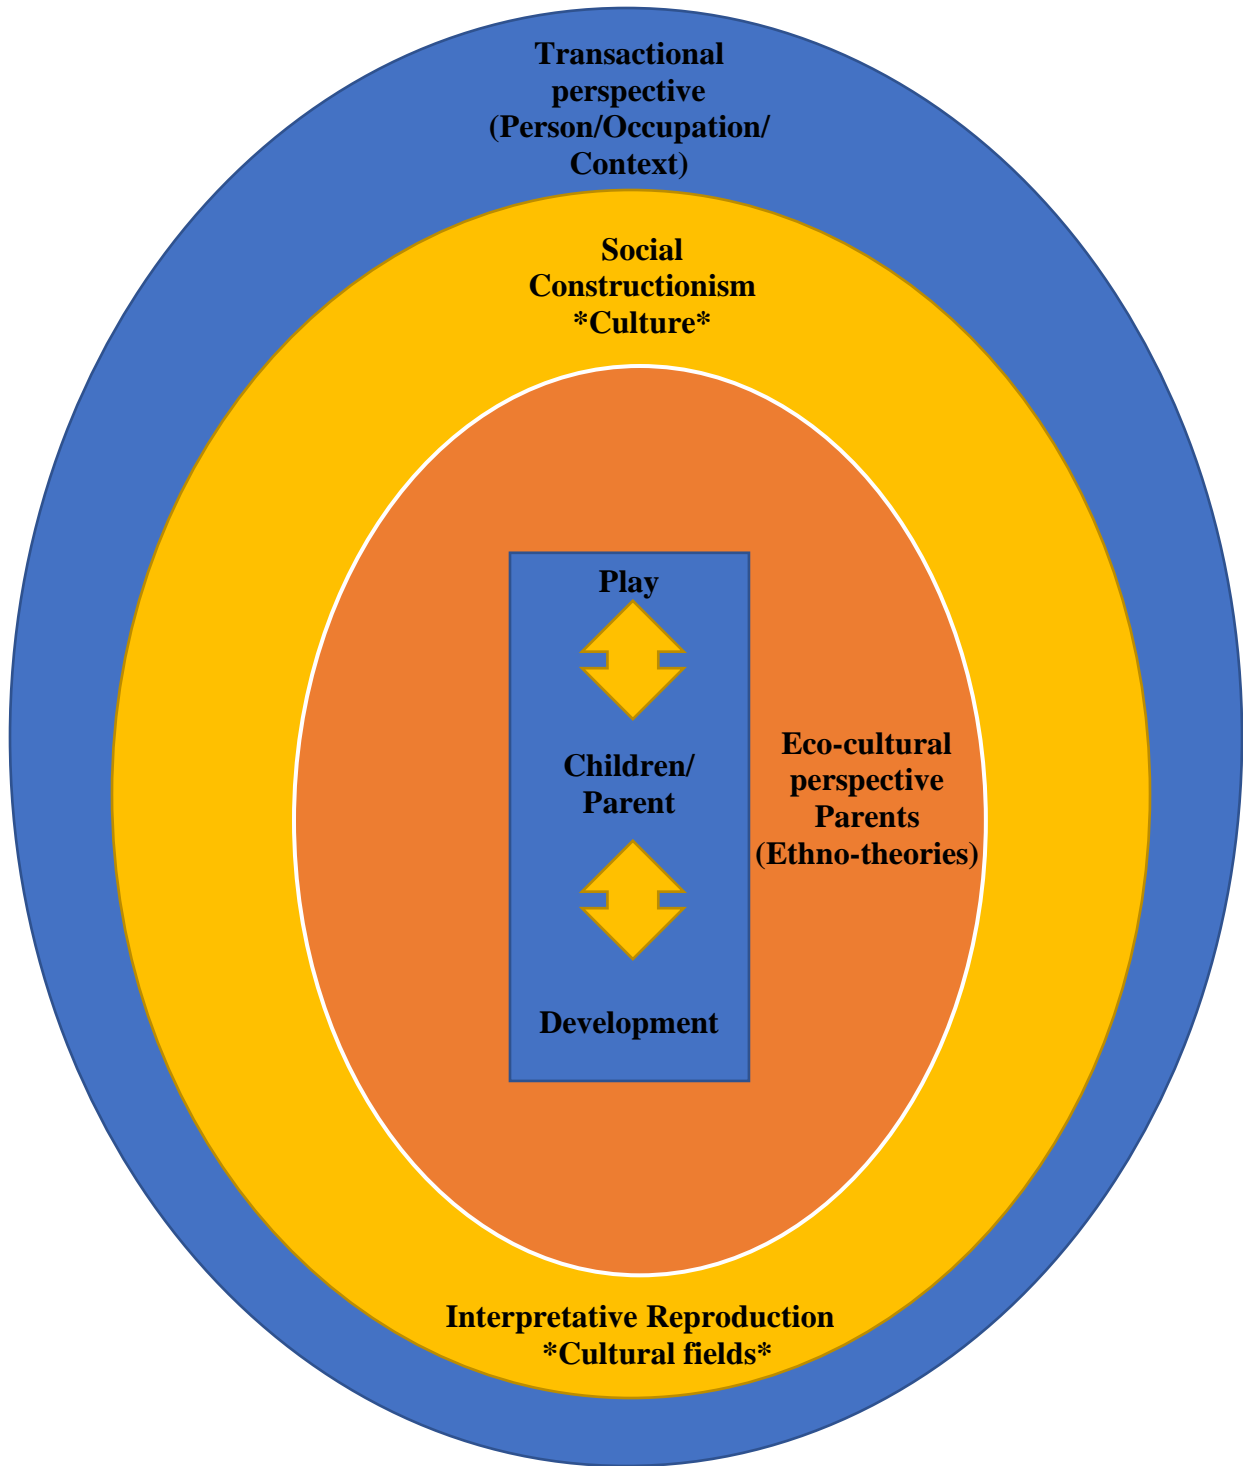 Transactional
perspective
(Person/Occupation/
Context)
Social
Constructionism
*Culture*
Play
Children/
Parent
Development
Eco-cultural
perspective
Parents
(Ethno-theories)
Interpretative Reproduction
*Cultural fields*